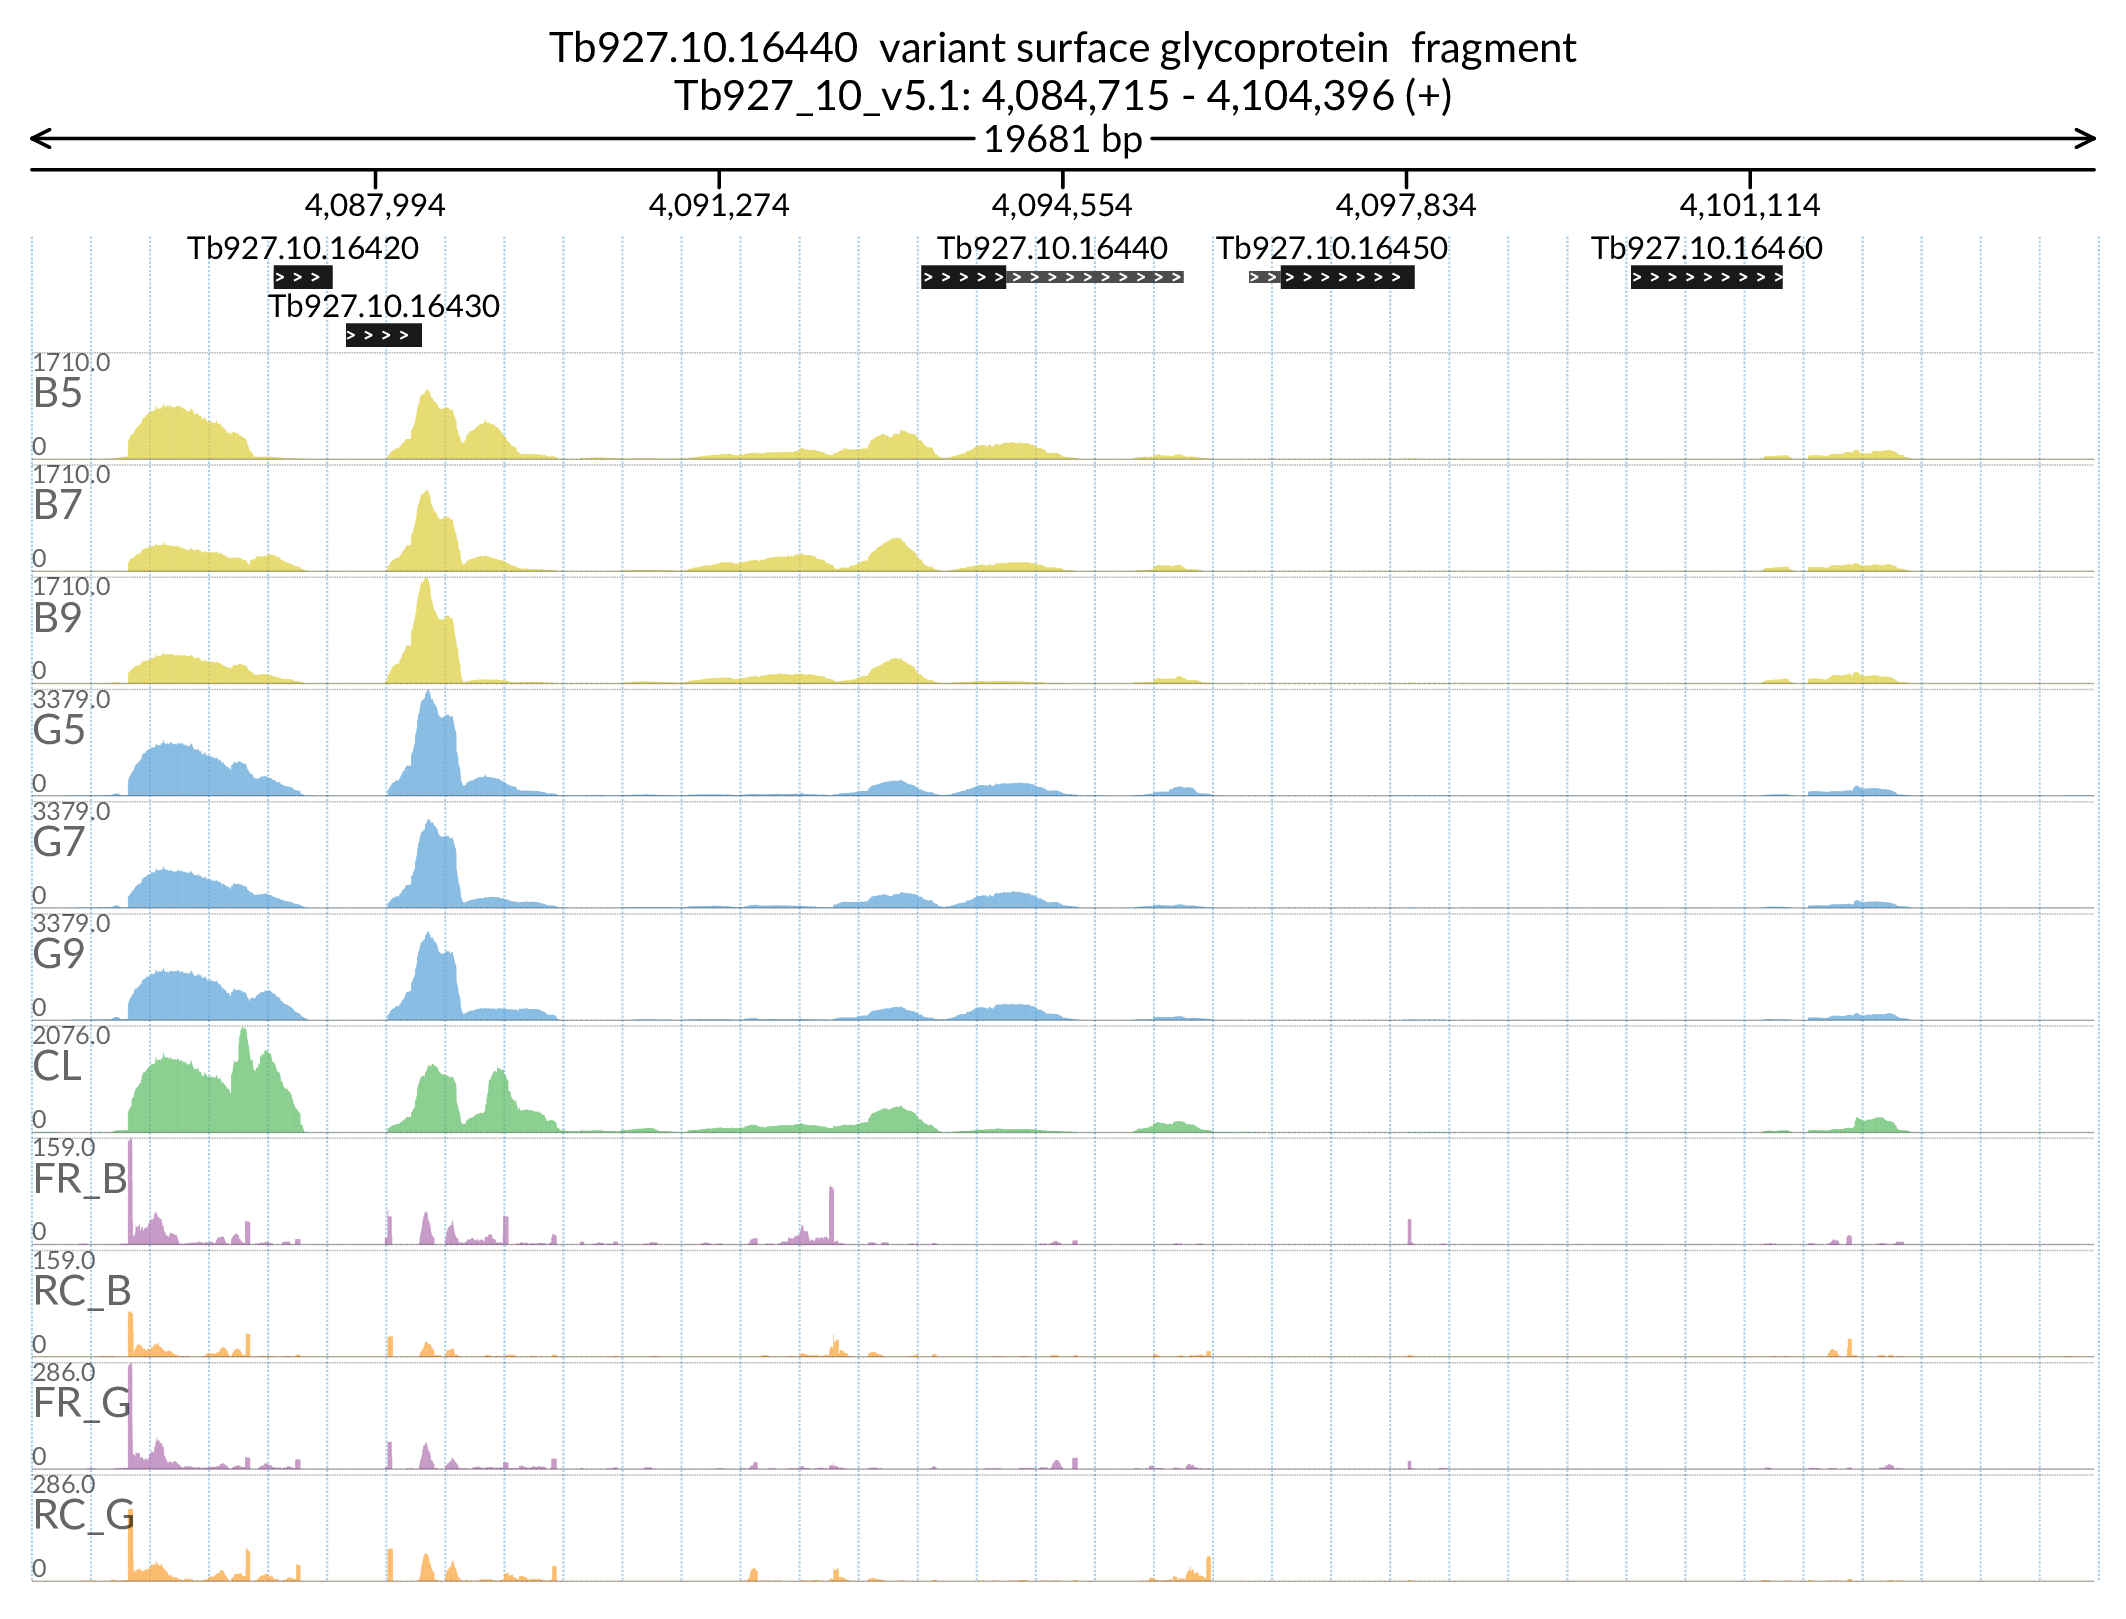 Tb927.10.16440  variant surface glycoprotein  fragment
Tb927_10_v5.1: 4,084,715 - 4,104,396 (+)
19681 bp
4,087,994 4,091,274 4,094,554 4,097,834 4,101,114
Tb927.10.16420 Tb927.10.16440 Tb927.10.16450 Tb927.10.16460
Tb927.10.16430
1710.0
B5
0
1710.0
B7
0
1710.0
B9
0
3379.0
G5
0
3379.0
G7
0
3379.0
G9
0
2076.0
CL
0
159.0
FR_B
0
159.0
RC_B
0
286.0
FR_G
0
286.0
RC_G
0